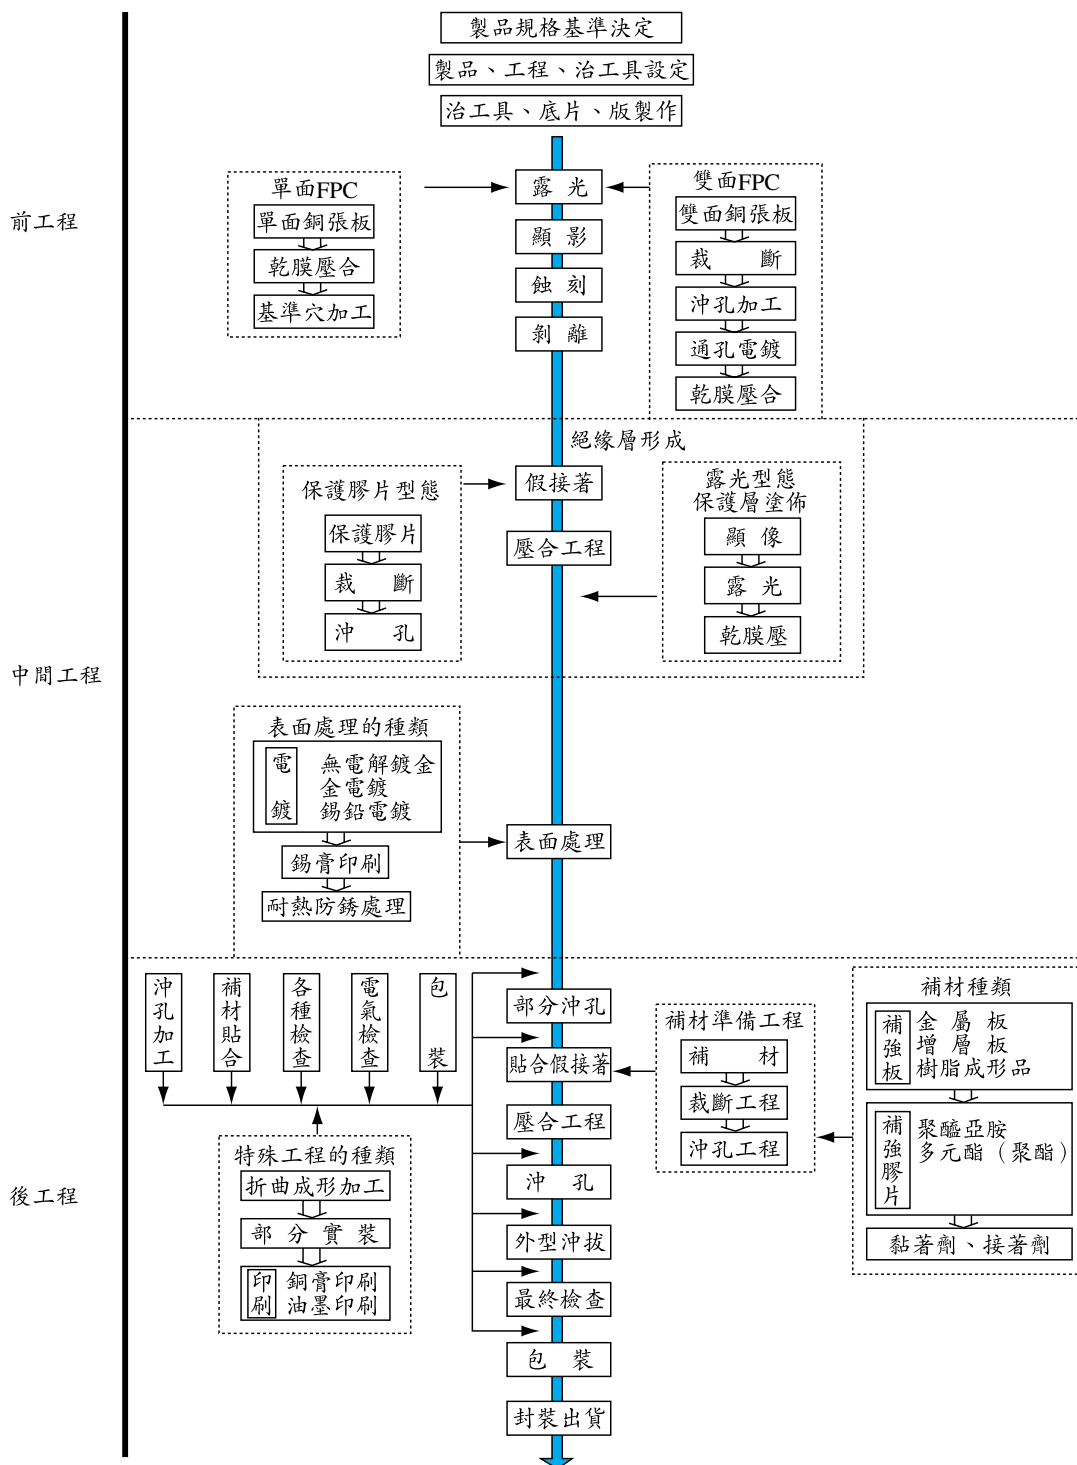 製品規格基準決定
製品、工程、治工具設定
治工具、底片、版製作
前工程
單面FPC
單面銅張板
乾膜壓合
基準穴加工
露光
顯影
蝕刻
剝離
雙面FPC
雙面銅張板
裁斷
沖孔加工
通孔電鍍
乾膜壓合
中間工程
絕緣層形成
保護膠片型態
保護膠片
裁斷
沖孔
假接著
壓合工程
露光型態
保護層塗佈
顯像
露光
乾膜壓
表面處理的種類
電鍍
無電解鍍金
金電鍍
錫鉛電鍍
錫膏印刷
耐熱防銹處理
表面處理
後工程
沖孔加工
補材貼合
各種檢查
電氣檢查
包裝
特殊工程的種類
折曲成形加工
部分實裝
印刷
銅膏印刷
油墨印刷
部分沖孔
貼合假接著
壓合工程
沖孔
外型沖拔
最終檢查
包裝
封裝出貨
補材準備工程
補材
裁斷工程
沖孔工程
補材種類
補強板
金屬板
增層板
樹脂成形品
補強膠片
聚醯亞胺
多元酯（聚酯）
黏著劑、接著劑